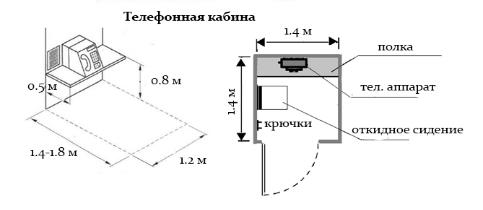 Телефонная кабина
0.5 м
0.8 м
1.4-1.8 м
1.2 м
1.4 м
1.4 м
полка
тел. аппарат
откидное сидение
крючки